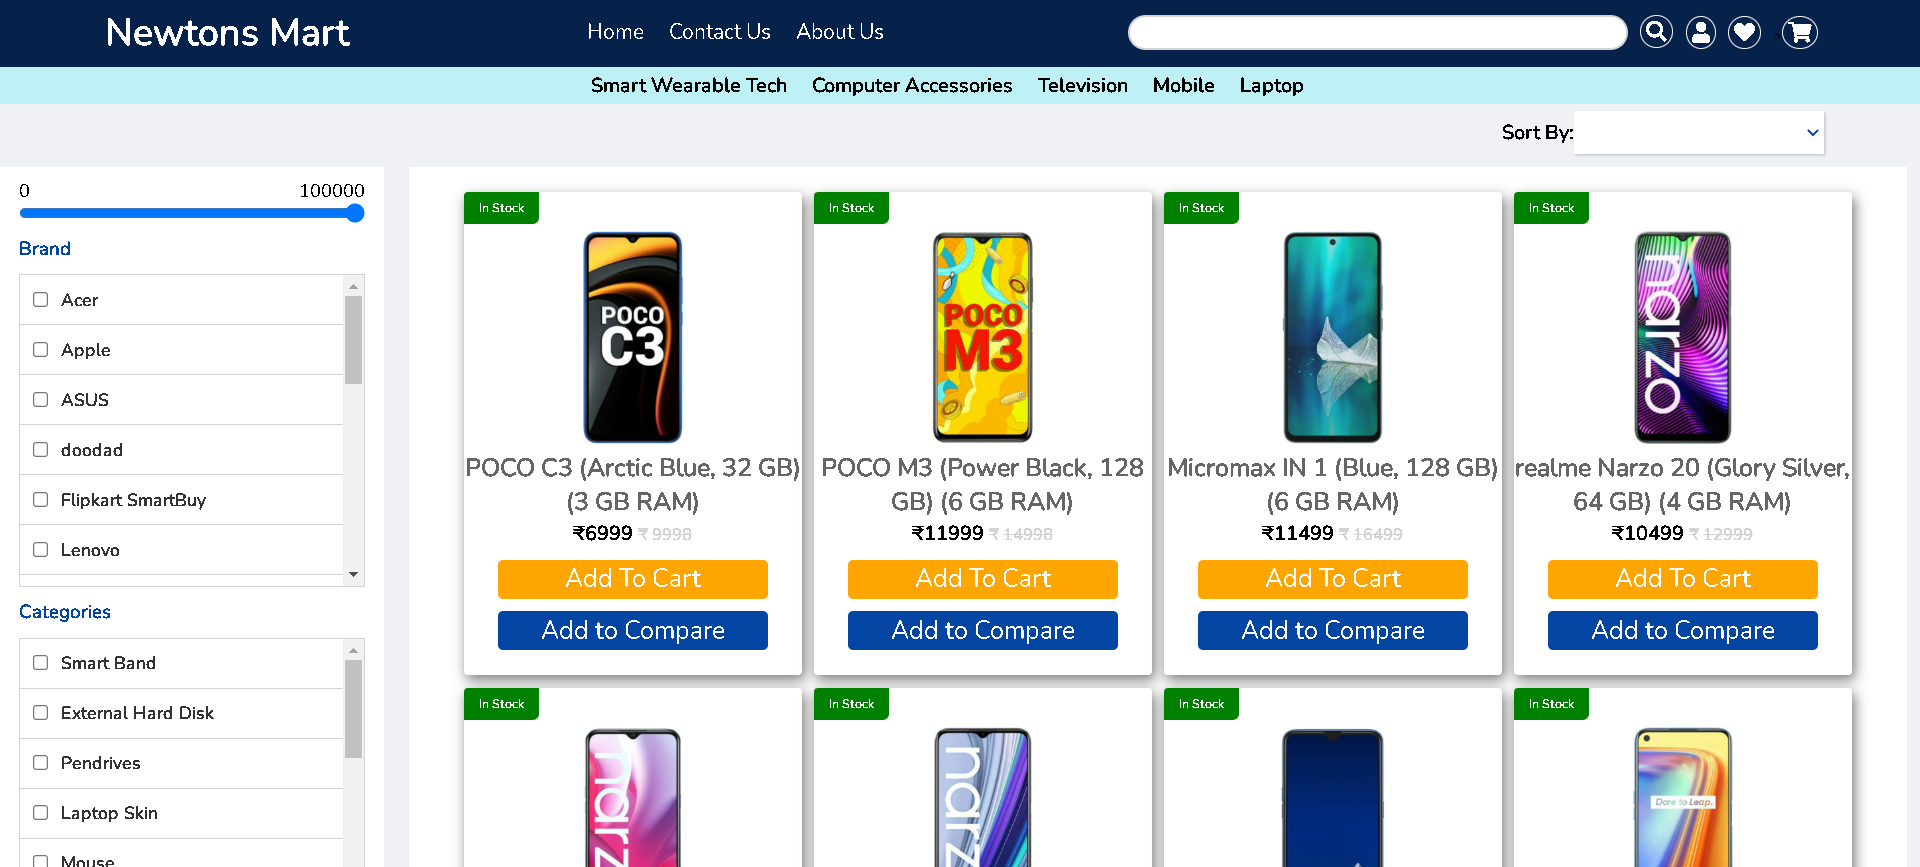 Newtons Mart
Home Contact Us About Us
Smart Wearable Tech Computer Accessories Television Mobile Laptop
Sort By:
0 100000
Brand
Acer
Apple
ASUS
doodad
Flipkart SmartBuy
Lenovo
Categories
Smart Band
External Hard Disk
Pendrives
Laptop Skin
Mouse
In Stock
POCO
C3
POCO C3 (Arctic Blue, 32 GB)
(3 GB RAM)
₹6999 ₹ 9998
Add To Cart
Add to Compare
In Stock
POCO
M3
POCO M3 (Power Black, 128
GB) (6 GB RAM)
₹11999 ₹ 14998
Add To Cart
Add to Compare
In Stock
Micromax IN 1 (Blue, 128 GB)
(6 GB RAM)
₹11499 ₹ 16499
Add To Cart
Add to Compare
In Stock
narzo
realme Narzo 20 (Glory Silver,
64 GB) (4 GB RAM)
₹10499 ₹ 12999
Add To Cart
Add to Compare
In Stock
narz
In Stock
narz
In Stock
In Stock
Dare to Leap.